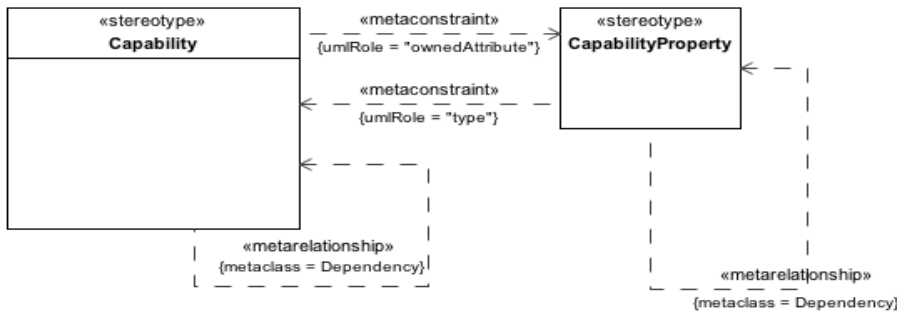 «stereotype»
Capability
«metaconstraint»
{umlRole = "ownedAttribute"}
«stereotype»
CapabilityProperty
«metaconstraint»
{umlRole = "type"}
«metarelationship»
{metaclass = Dependency}
«metarelationship»
{metaclass = Dependency}